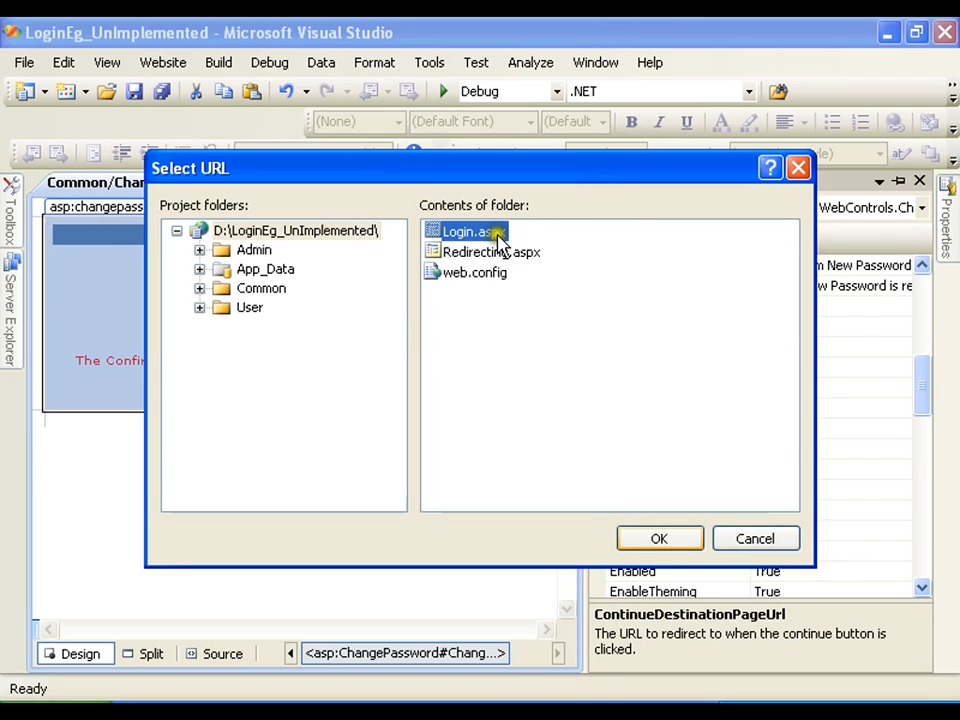 LoginEg_UnImplemented - Microsoft Visual Studio
File Edit View Website Build Debug Data Format Tools Test Analyze Window Help
Debug .NET
(None) (Default Font) (Default
Select URL
Common/Cha
asp:changepass
Project folders:
Contents of folder:
D:\LoginEg_UnImplemented\
Admin
App_Data
Common
User
Login.as
Redirecting.aspx
web.config
OK Cancel
The Confir
Toolbox
Server Explorer
Properties
WebControls.Ch
New Password
w Password is re
Enabled True
EnableTheming True
ContinueDestinationPageUrl
The URL to redirect to when the continue button is
clicked.
Design Split Source <asp:ChangePassword#Chang...>
Ready